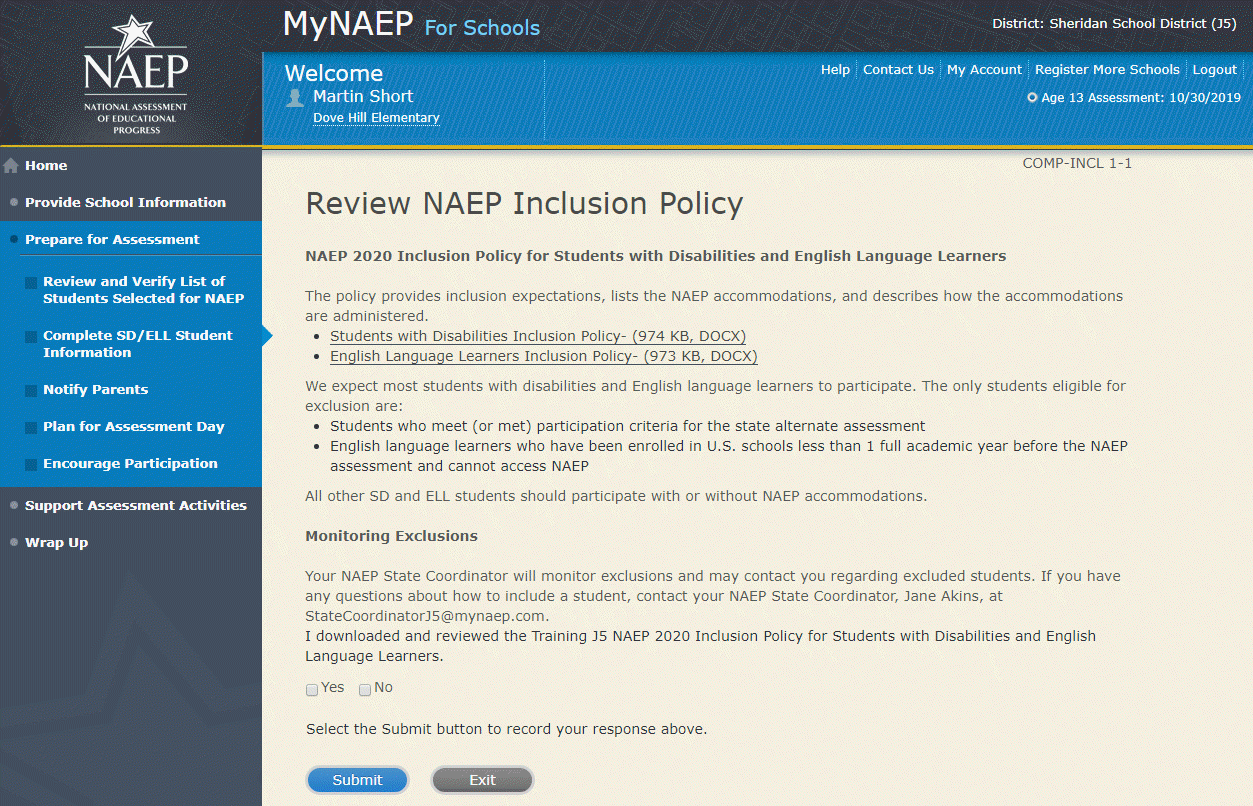 NAEP
NATIONAL ASSESSMENT
OF EDUCATIONAL
PROGRESS
MyNAEP For Schools
District: Sheridan School District (J5)
Welcome
Martin Short
Dove Hill Elementary
Help
Contact Us
My Account
Register More Schools
Logout
Age 13 Assessment: 10/30/2019
Home
Provide School Information
Prepare for Assessment
Review and Verify List of
Students Selected for NAEP
Complete SD/ELL Student
Information
Notify Parents
Plan for Assessment Day
Encourage Participation
Support Assessment Activities
Wrap Up
COMP-INCL 1-1
Review NAEP Inclusion Policy
NAEP 2020 Inclusion Policy for Students with Disabilities and English Language Learners
The policy provides inclusion expectations, lists the NAEP accommodations, and describes how the accommodations
are administered.
• Students with Disabilities Inclusion Policy- (974 KB, DOCX)
• English Language Learners Inclusion Policy- (973 KB, DOCX)
We expect most students with disabilities and English language learners to participate. The only students eligible for
exclusion are:
• Students who meet (or met) participation criteria for the state alternate assessment
• English language learners who have been enrolled in U.S. schools less than 1 full academic year before the NAEP
assessment and cannot access NAEP
All other SD and ELL students should participate with or without NAEP accommodations.
Monitoring Exclusions
Your NAEP State Coordinator will monitor exclusions and may contact you regarding excluded students. If you have
any questions about how to include a student, contact your NAEP State Coordinator, Jane Akins, at
StateCoordinatorJ5@mynaep.com.
I downloaded and reviewed the Training J5 NAEP 2020 Inclusion Policy for Students with Disabilities and English
Language Learners.
Yes No
Select the Submit button to record your response above.
Submit
Exit